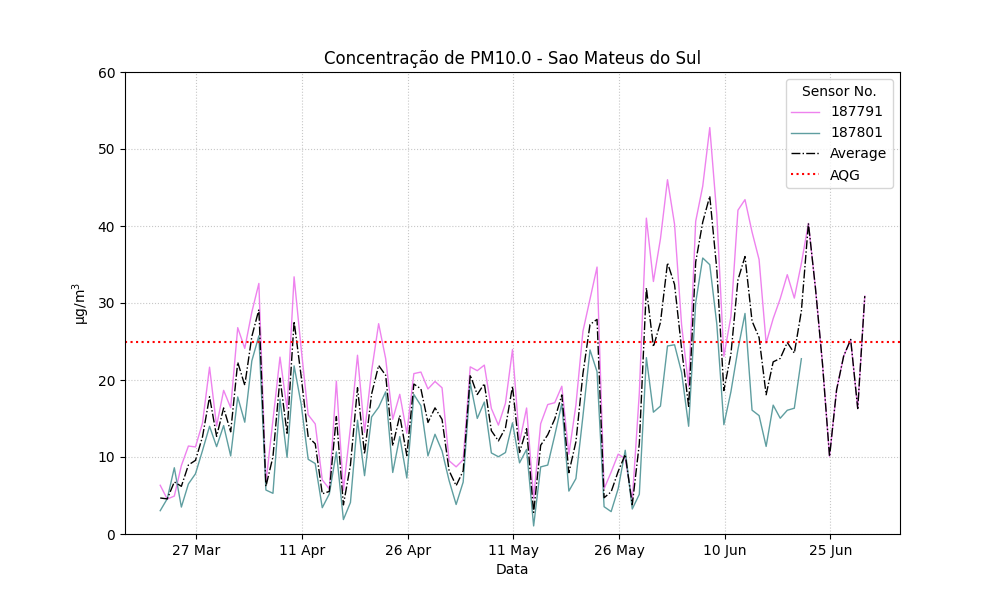 Concentração de PM10.0 - Sao Mateus do Sul
Sensor No.
187791
187801
Average
AQG
60
50
40
30
20
10
0
µg/m³
27 Mar
11 Apr
26 Apr
11 May
26 May
10 Jun
25 Jun
Data